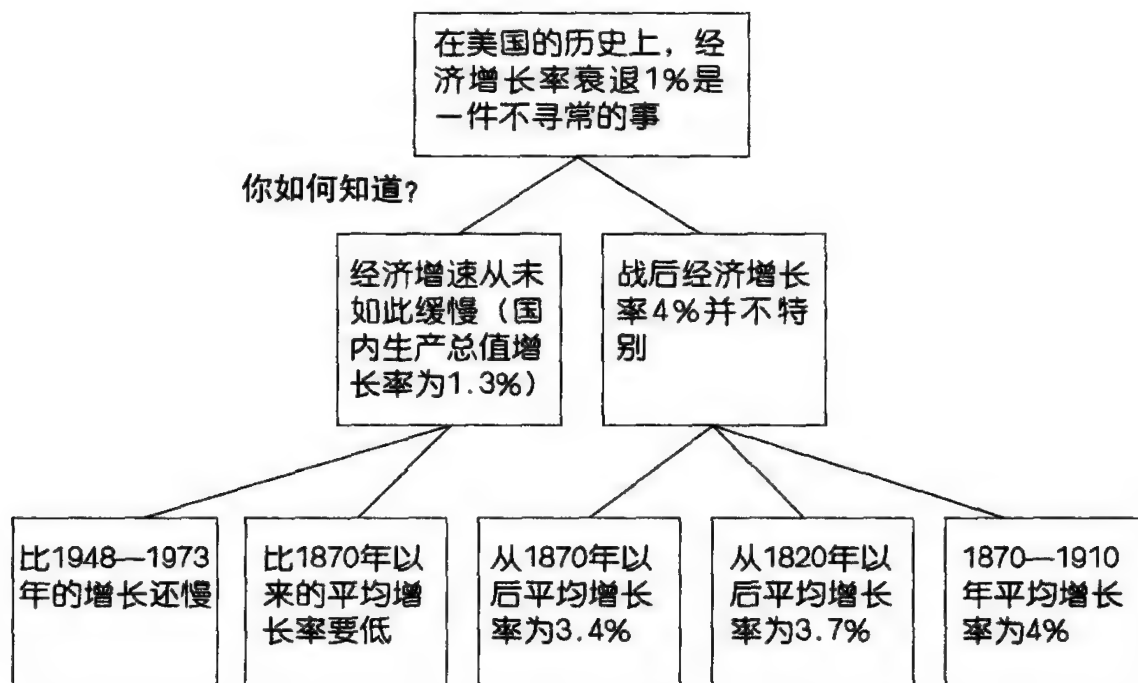 在美国的历史上，经
济增长率衰退1%是
一件不寻常的事
你如何知道？
经济增速从未
如此缓慢（国
内生产总值增
长率为1.3%）
战后经济增长
率4%并不特
别
比1948—1973
年的增长还慢
比1870年以
来的平均增
长率要低
从1870年以
后平均增长
率为3.4%
从1820年以
后平均增长
率为3.7%
1870—1910
年平均增长
率为4%